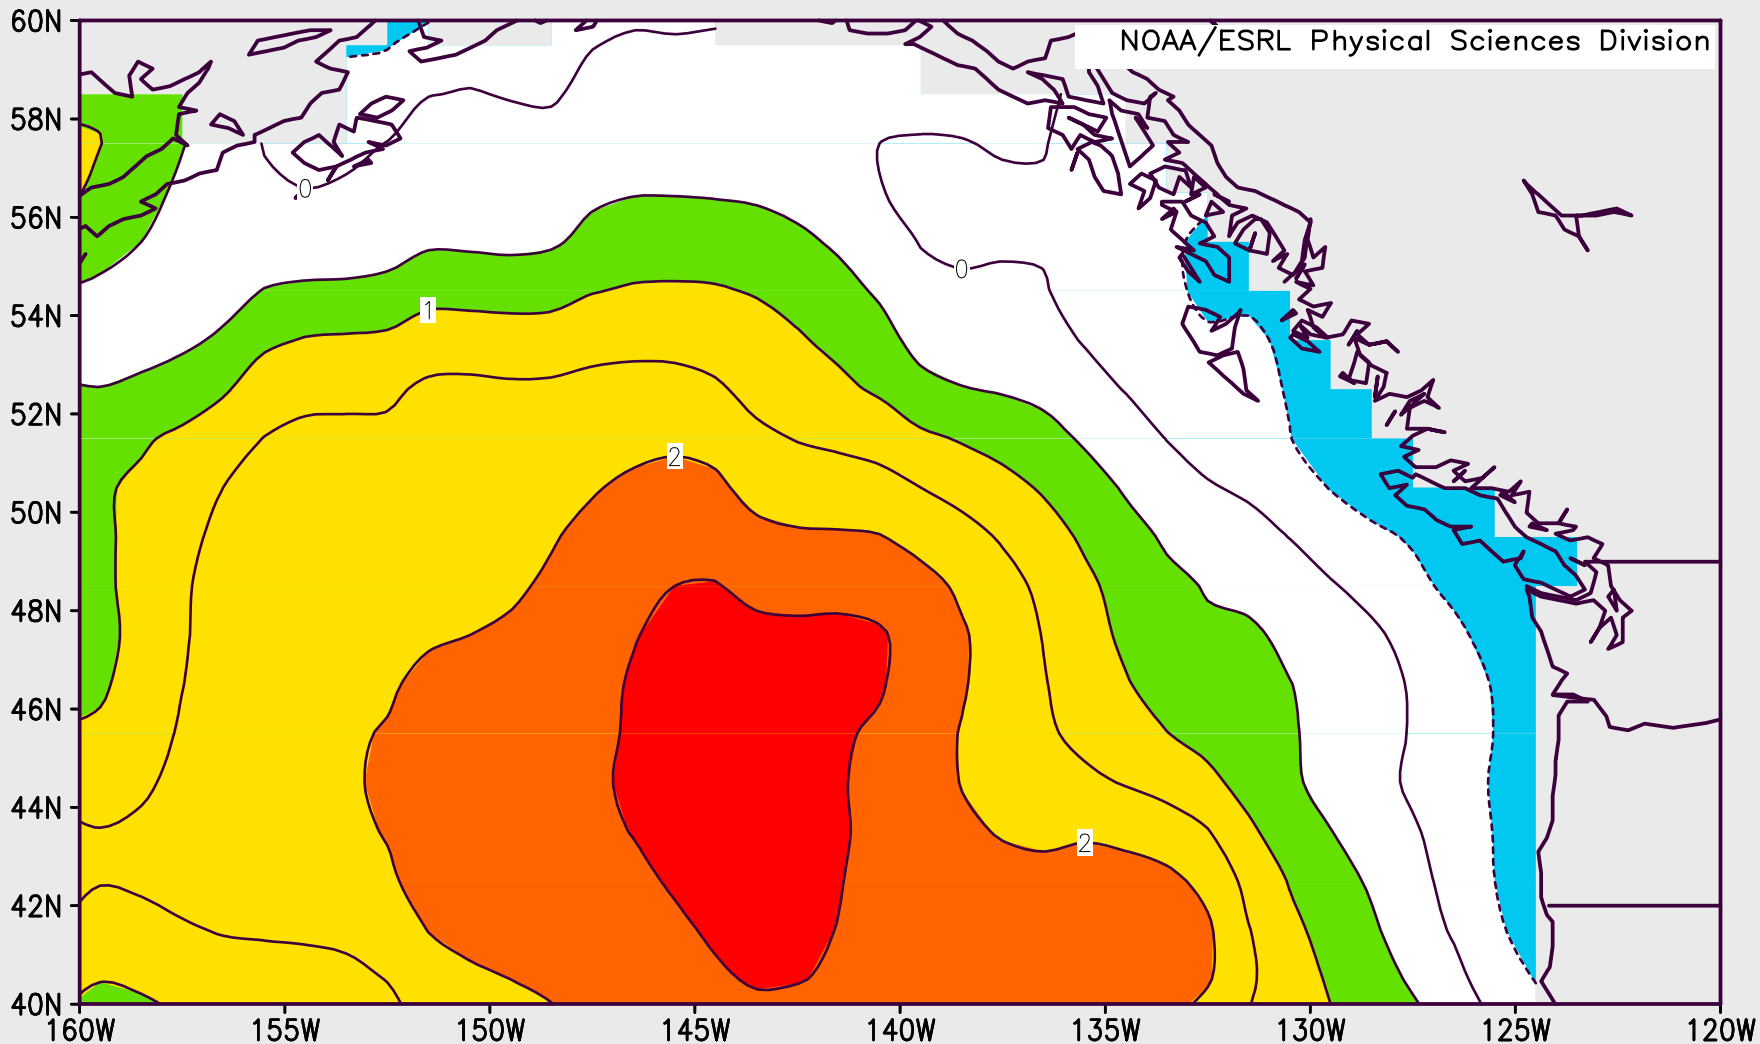 NOAA/ESRL Physical Sciences Division
60N
58N
56N
54N
52N
50N
48N
46N
44N
42N
40N
0
0
1
2
2
160W 155W 150W 145W 140W 135W 130W 125W 120W